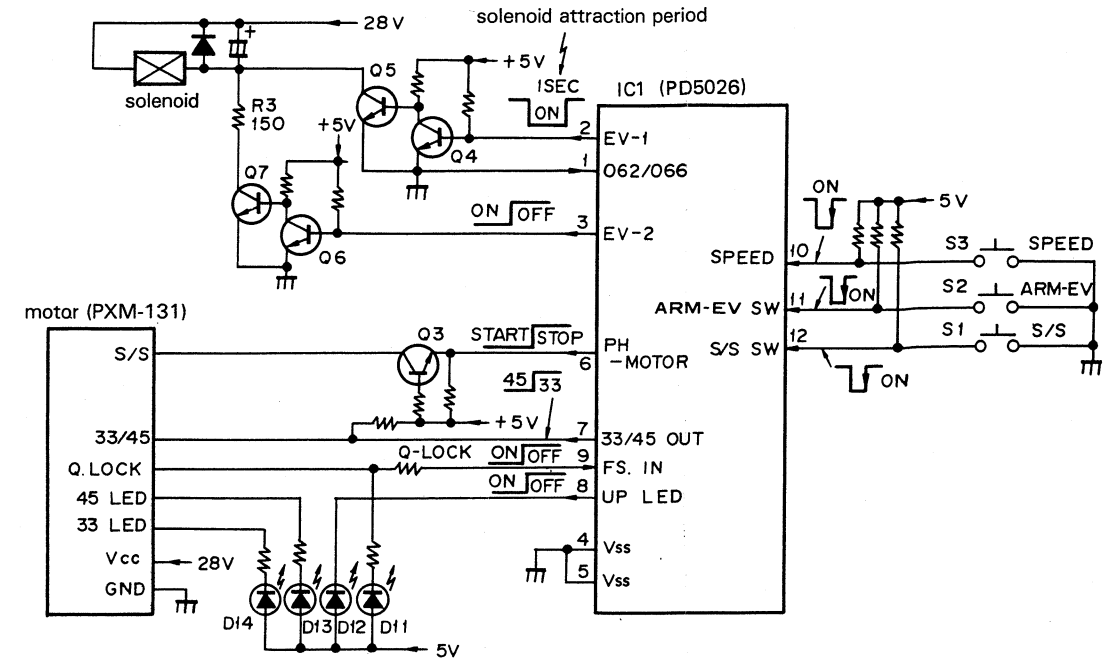 solenoid attraction period
28V
+
+5V
Q5
1SEC
IC1 (PD5026)
solenoid
R3
150
+5V
ON
2
EV-1
Q4
1
O62/O66
Q7
ON
5V
ON OFF
3
EV-2
Q6
S3
SPEED
SPEED
10
ON
S2
ARM-EV
ARM-EV SW
11
motor (PXM-131)
Q3
START STOP
S1
S/S
S/S
PH
-MOTOR
6
S/S SW
12
45 33
ON
+5V
33/45
7
33/45 OUT
Q-LOCK
ON OFF
9
FS. IN
Q.LOCK
ON OFF
8
UP LED
45 LED
33 LED
Vcc
28V
4
Vss
5
Vss
GND
D14
D13
D12
D11
5V